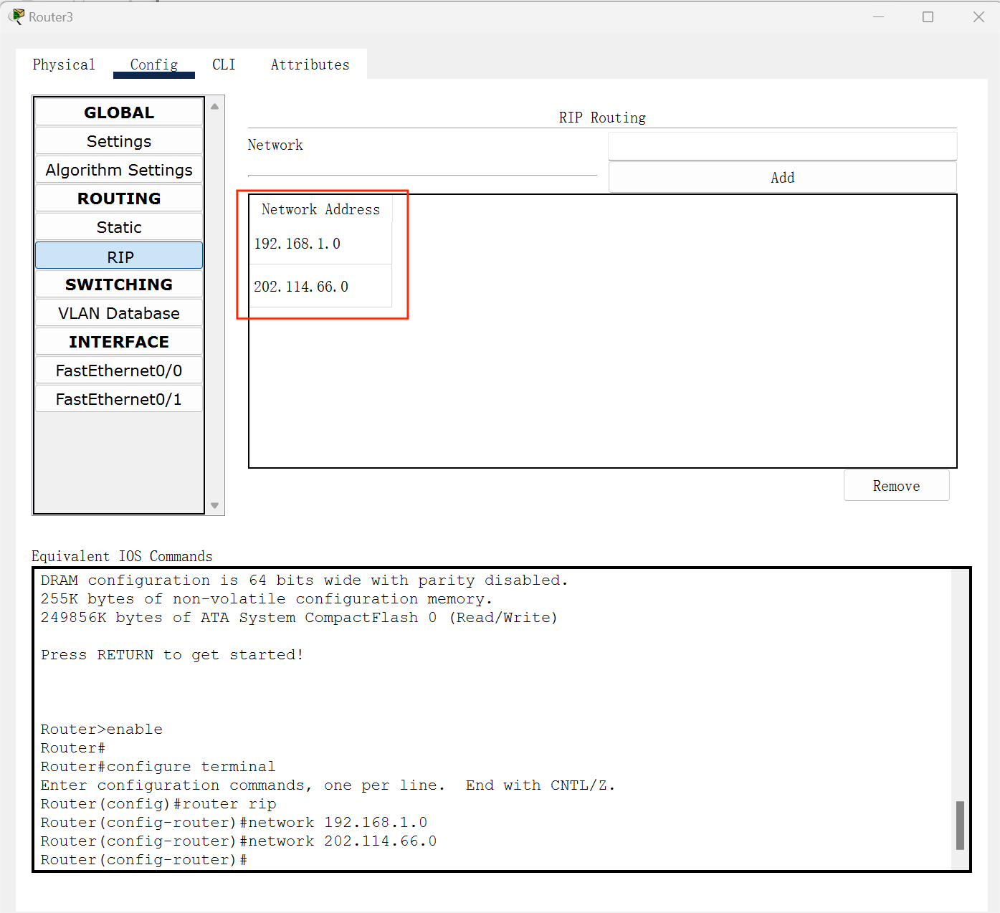 Router3
Physical Config CLI Attributes
GLOBAL
Settings
Algorithm Settings
ROUTING
Static
RIP
SWITCHING
VLAN Database
INTERFACE
FastEthernet0/0
FastEthernet0/1
RIP Routing
Network
Add
Network Address
192.168.1.0
202.114.66.0
Remove
Equivalent IOS Commands
DRAM configuration is 64 bits wide with parity disabled.
255K bytes of non-volatile configuration memory.
249856K bytes of ATA System CompactFlash 0 (Read/Write)
Press RETURN to get started!
Router>enable
Router#
Router#configure terminal
Enter configuration commands, one per line.  End with CNTL/Z.
Router(config)#router rip
Router(config-router)#network 192.168.1.0
Router(config-router)#network 202.114.66.0
Router(config-router)#